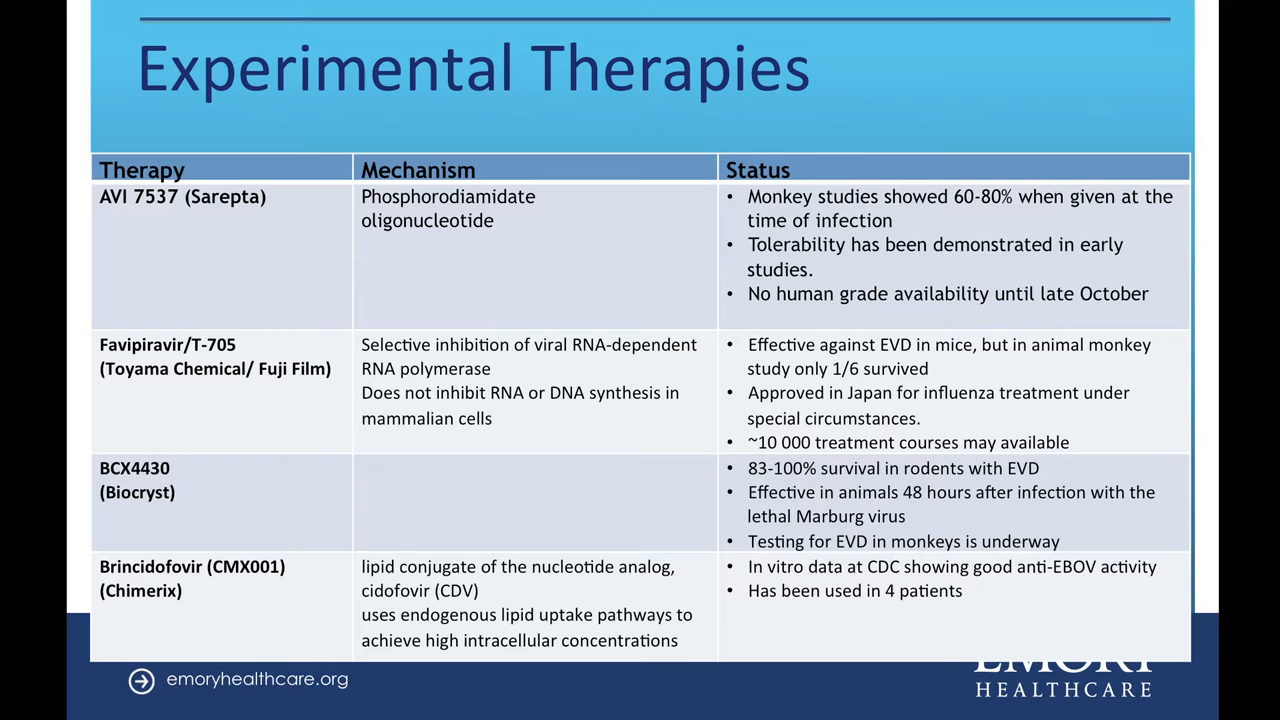 Experimental Therapies
Therapy
Mechanism
Status
AVI 7537 (Sarepta)
Phosphorodiamidate
oligonucleotide
• Monkey studies showed 60-80% when given at the
time of infection
• Tolerability has been demonstrated in early
studies.
• No human grade availability until late October
Favipiravir/T-705
(Toyama Chemical/ Fuji Film)
Selective inhibition of viral RNA-dependent
RNA polymerase
Does not inhibit RNA or DNA synthesis in
mammalian cells
• Effective against EVD in mice, but in animal monkey
study only 1/6 survived
• Approved in Japan for influenza treatment under
special circumstances.
• ~10 000 treatment courses may available
BCX4430
(Biocryst)
• 83-100% survival in rodents with EVD
• Effective in animals 48 hours after infection with the
lethal Marburg virus
• Testing for EVD in monkeys is underway
Brincidofovir (CMX001)
(Chimerix)
lipid conjugate of the nucleotide analog,
cidofovir (CDV)
uses endogenous lipid uptake pathways to
achieve high intracellular concentrations
• In vitro data at CDC showing good anti-EBOV activity
• Has been used in 4 patients
emoryhealthcare.org
EMORY
HEALTHCARE